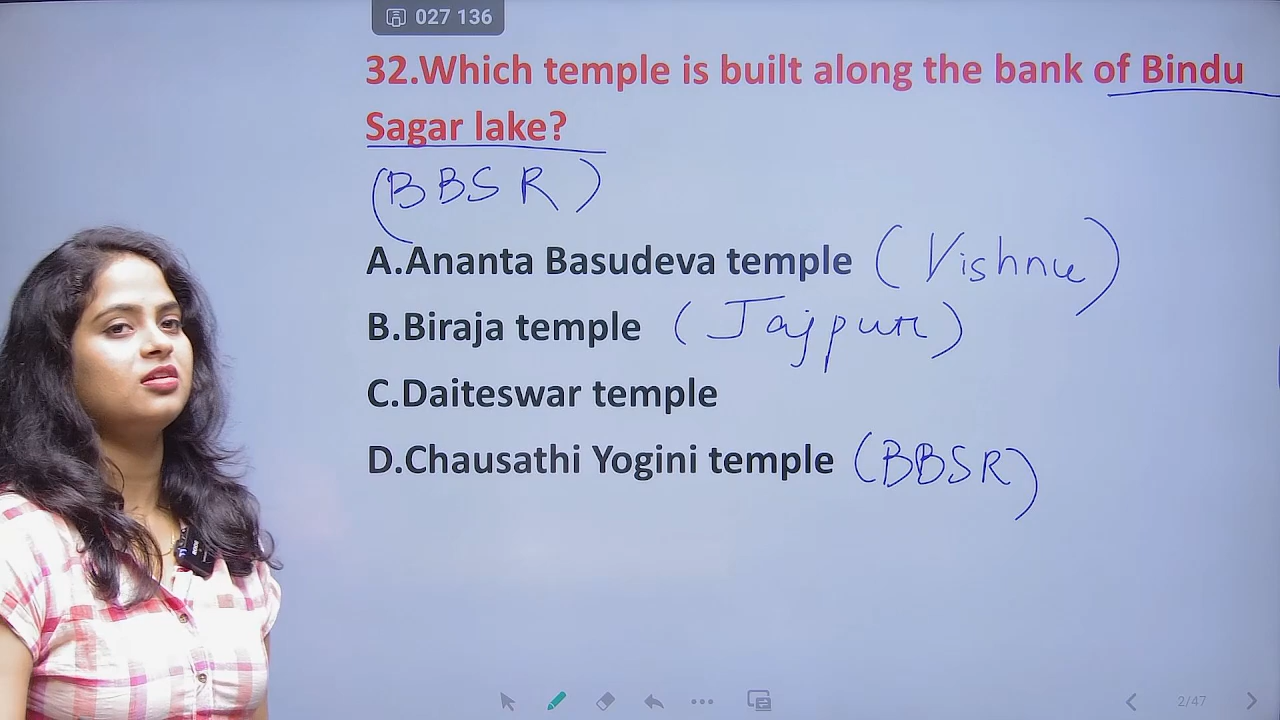 027 136
32.Which temple is built along the bank of Bindu
Sagar lake?
(BBSR)
A.Ananta Basudeva temple (Vishnu)
B.Biraja temple (Jajpur)
C.Daiteswar temple
D.Chausathi Yogini temple (BBSR)
2/47